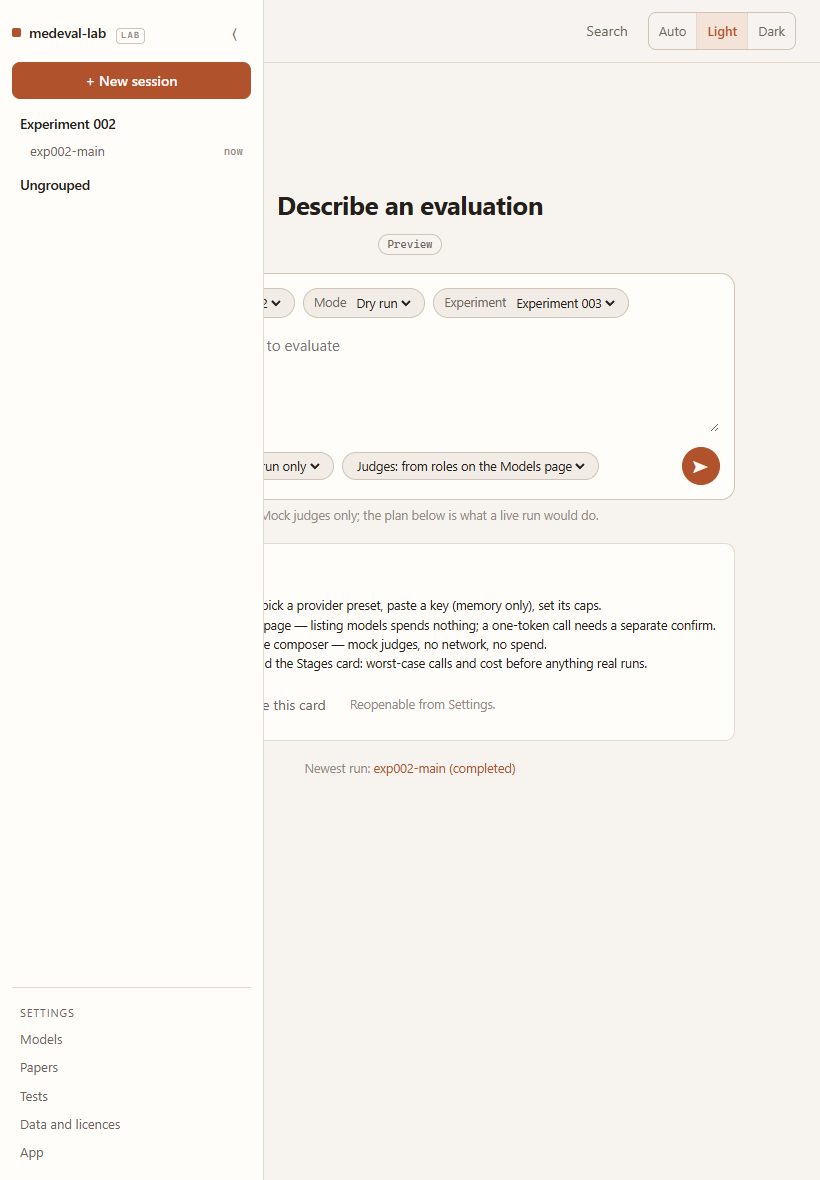 medeval-lab LAB
+ New session
Experiment 002
exp002-main now
Ungrouped
SETTINGS
Models
Papers
Tests
Data and licences
App
Search Auto Light Dark
Describe an evaluation
Preview
2 Mode Dry run Experiment Experiment 003
to evaluate
run only Judges: from roles on the Models page
Mock judges only; the plan below is what a live run would do.
pick a provider preset, paste a key (memory only), set its caps.
page — listing models spends nothing; a one-token call needs a separate confirm.
e composer — mock judges, no network, no spend.
d the Stages card: worst-case calls and cost before anything real runs.
e this card Reopenable from Settings.
Newest run: exp002-main (completed)